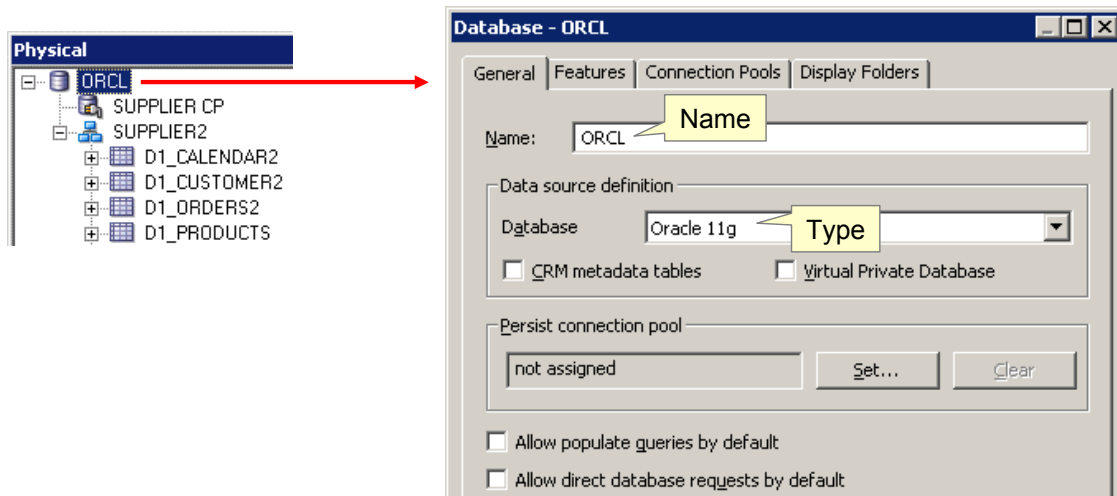 Physical
ORCL
SUPPLIER CP
SUPPLIER2
D1_CALENDAR2
D1_CUSTOMER2
D1_ORDERS2
D1_PRODUCTS
Database - ORCL
General Features Connection Pools Display Folders
Name: ORCL Name
Data source definition
Database Oracle 11g Type
CRM metadata tables Virtual Private Database
Persist connection pool
not assigned Set... Clear
Allow populate queries by default
Allow direct database requests by default